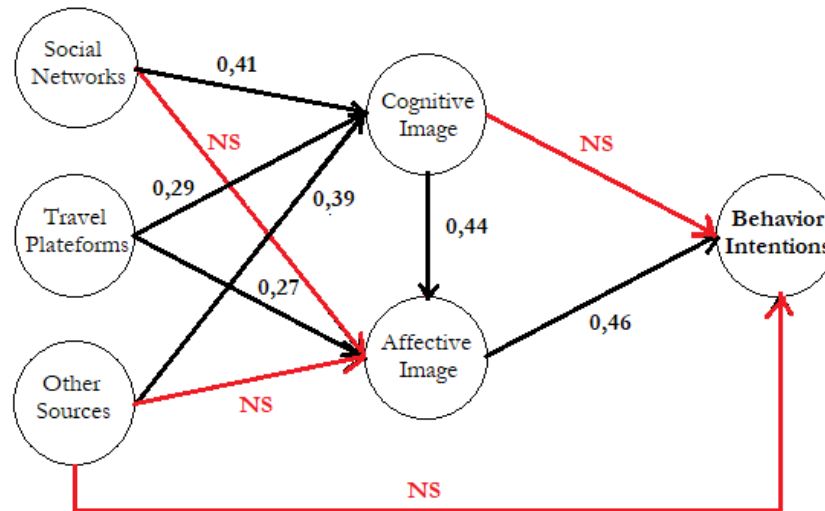 Social
Networks
0,41
Cognitive
Image
NS
NS
0,29
0,39
Travel
Plateforms
0,44
Behavior
Intentions
0,27
Affective
Image
0,46
Other
Sources
NS
NS